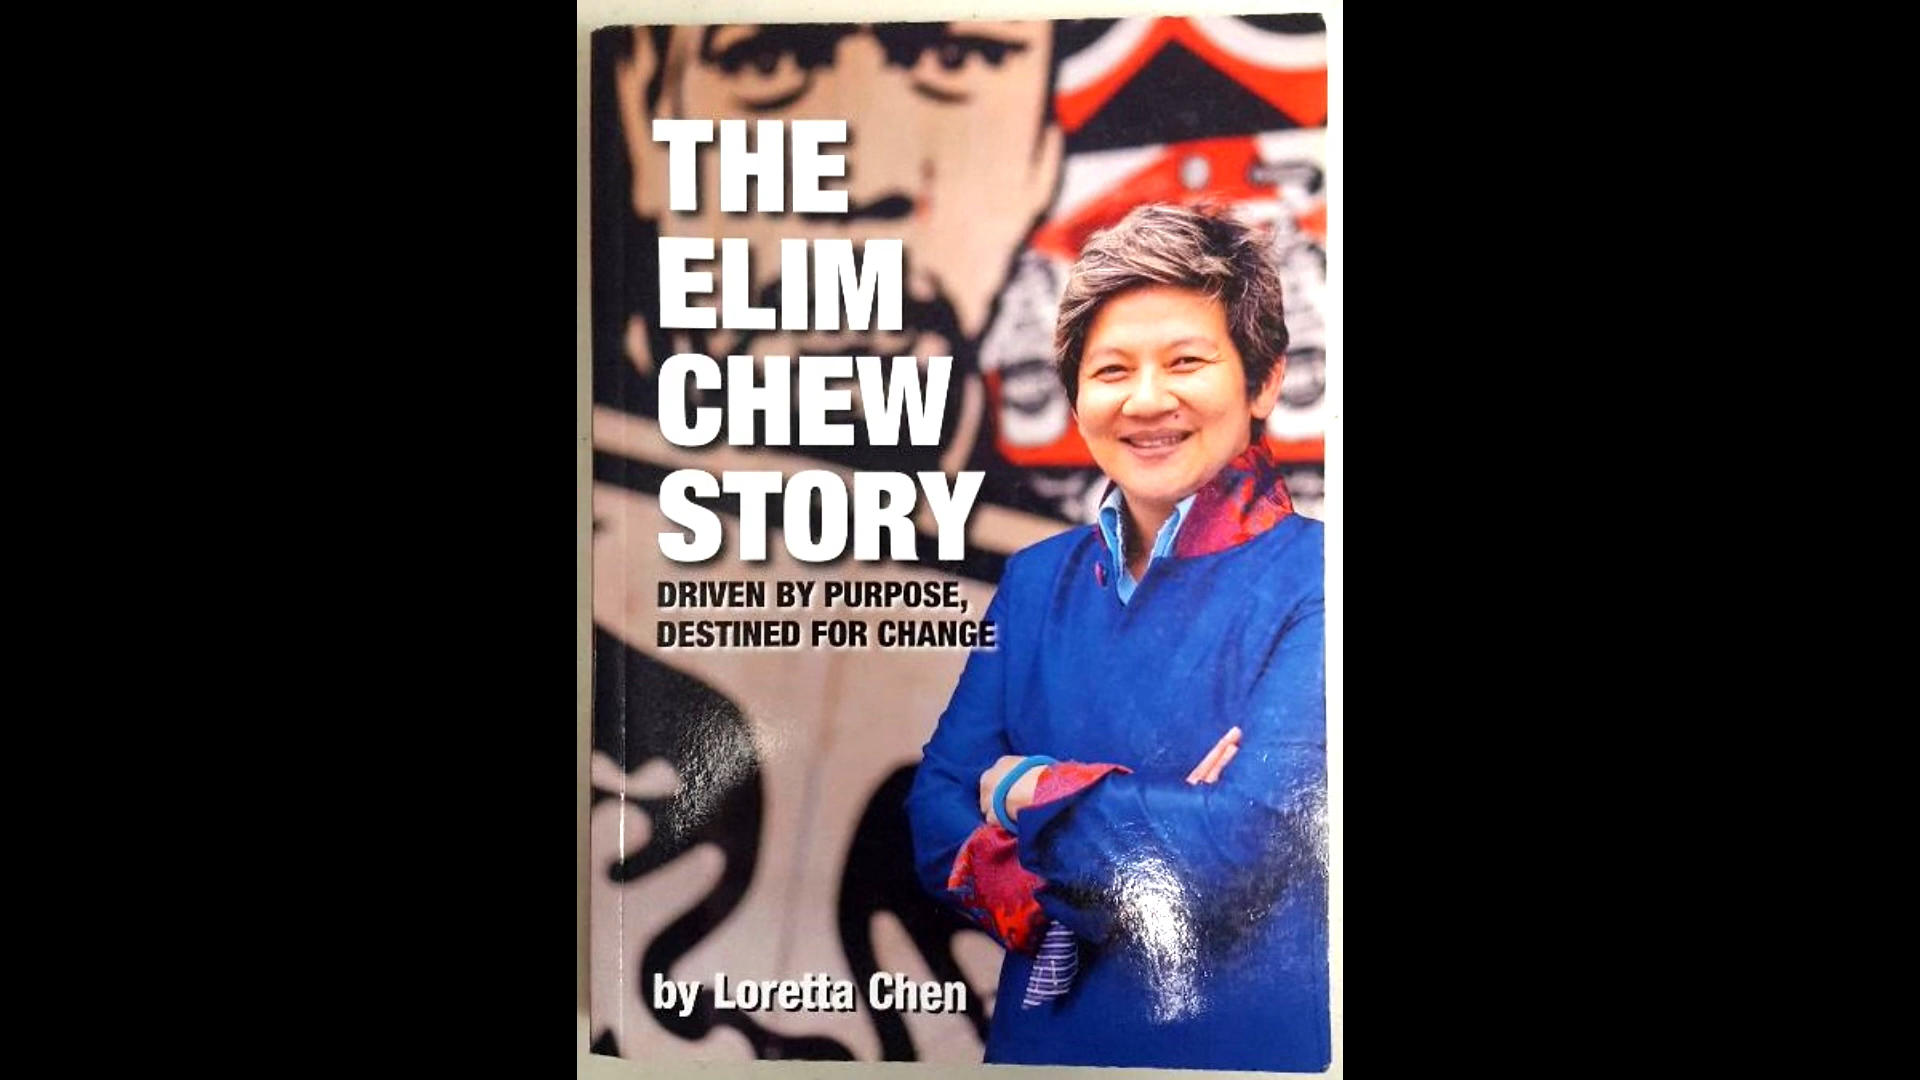 THE
ELIM
CHEW
STORY
DRIVEN BY PURPOSE,
DESTINED FOR CHANGE
by Loretta Chen